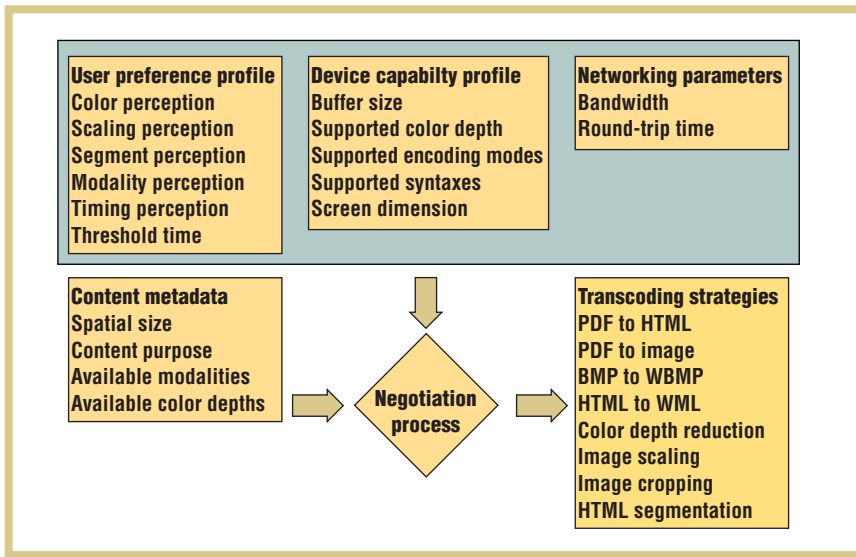 User preference profile
Color perception
Scaling perception
Segment perception
Modality perception
Timing perception
Threshold time
Device capabilty profile
Buffer size
Supported color depth
Supported encoding modes
Supported syntaxes
Screen dimension
Networking parameters
Bandwidth
Round-trip time
Content metadata
Spatial size
Content purpose
Available modalities
Available color depths
Negotiation
process
Transcoding strategies
PDF to HTML
PDF to image
BMP to WBMP
HTML to WML
Color depth reduction
Image scaling
Image cropping
HTML segmentation